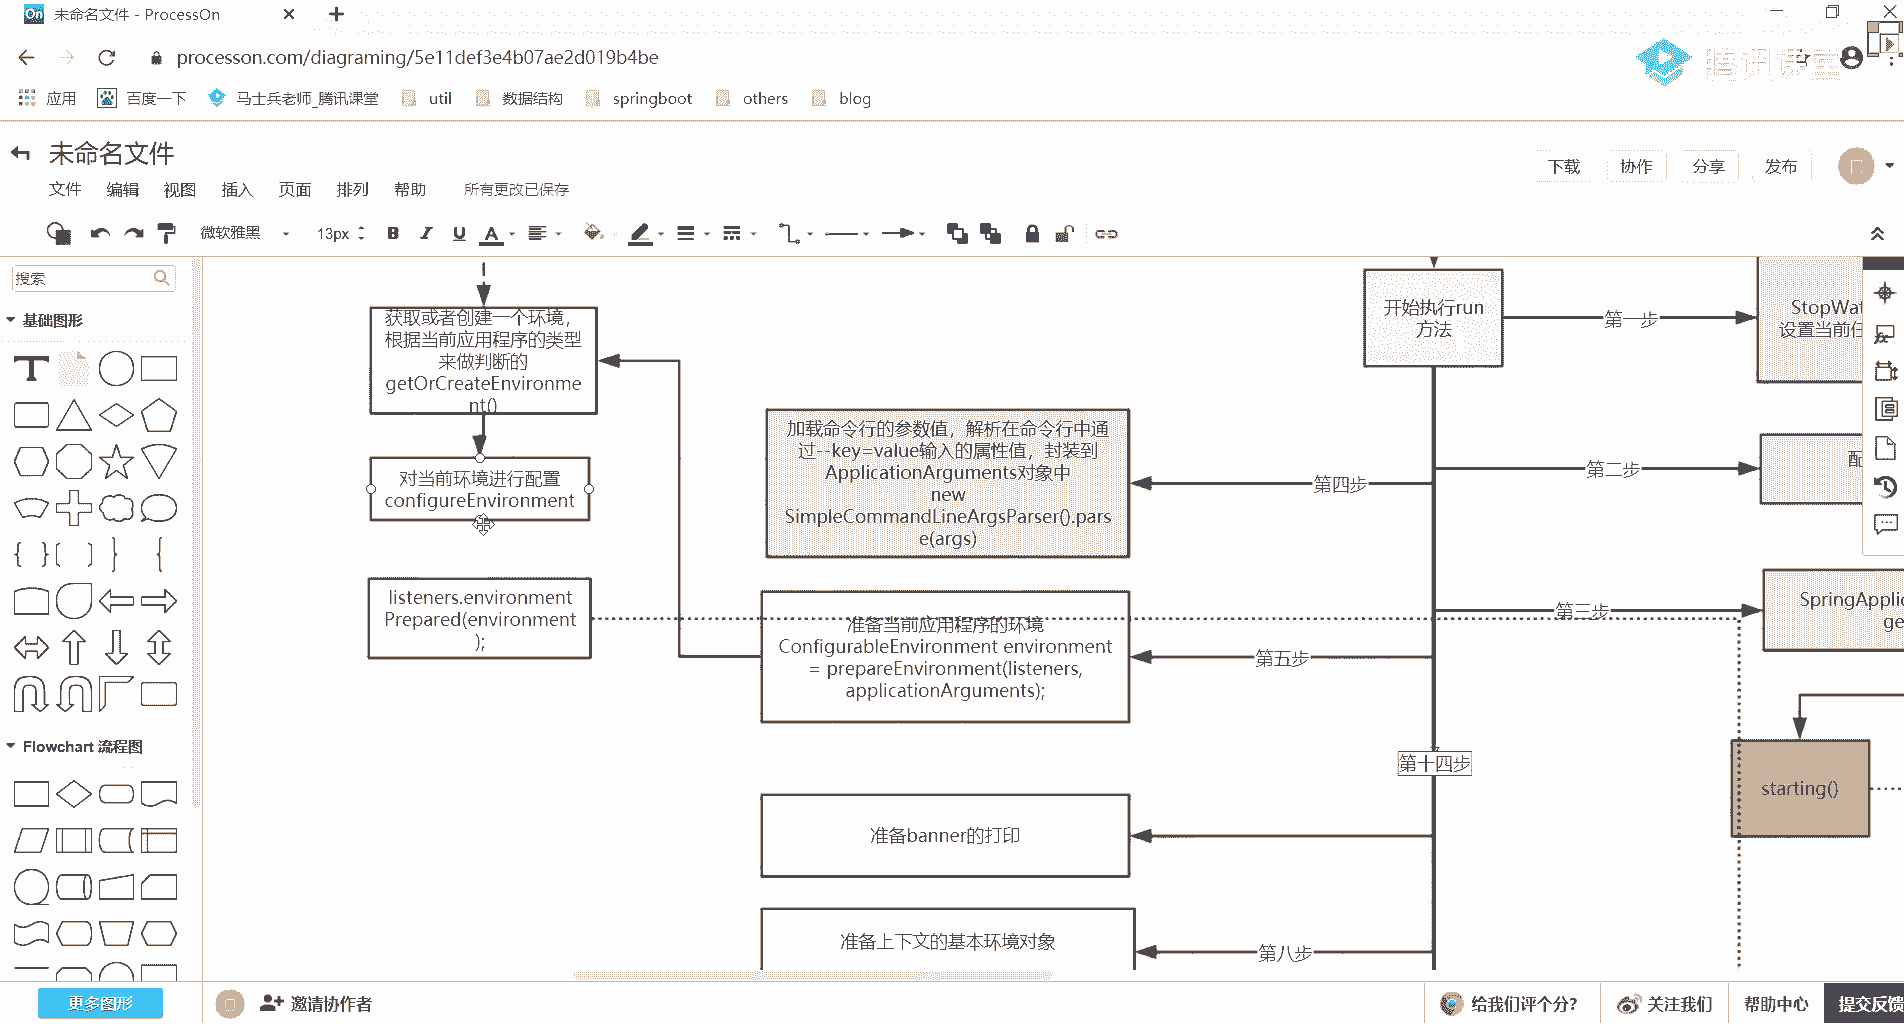 On 未命名文件 - ProcessOn
processon.com/diagraming/5e11def3e4b07ae2d019b4be
腾讯课堂
应用 百度一下 马士兵老师_腾讯课堂 util 数据结构 springboot others blog
未命名文件
下载 协作 分享 发布
文件 编辑 视图 插入 页面 排列 帮助 所有更改已保存
微软雅黑 13px B I U A
搜索
基础图形
获取或者创建一个环境，
根据当前应用程序的类型
来做判断的
getOrCreateEnvironme
nt()
对当前环境进行配置
configureEnvironment
listeners.environment
Prepared(environment
);
加载命令行的参数值，解析在命令行中通
过--key=value输入的属性值，封装到
ApplicationArguments对象中
new
SimpleCommandLineArgsParser().pars
e(args)
准备当前应用程序的环境
ConfigurableEnvironment environment
= prepareEnvironment(listeners,
applicationArguments);
准备banner的打印
准备上下文的基本环境对象
开始执行run
方法
第一步
第二步
第三步
第四步
第五步
第十四步
第八步
StopWat
设置当前任
配
SpringApplic
ge
starting()
Flowchart 流程图
更多图形
邀请协作者
给我们评个分？ 关注我们 帮助中心 提交反馈